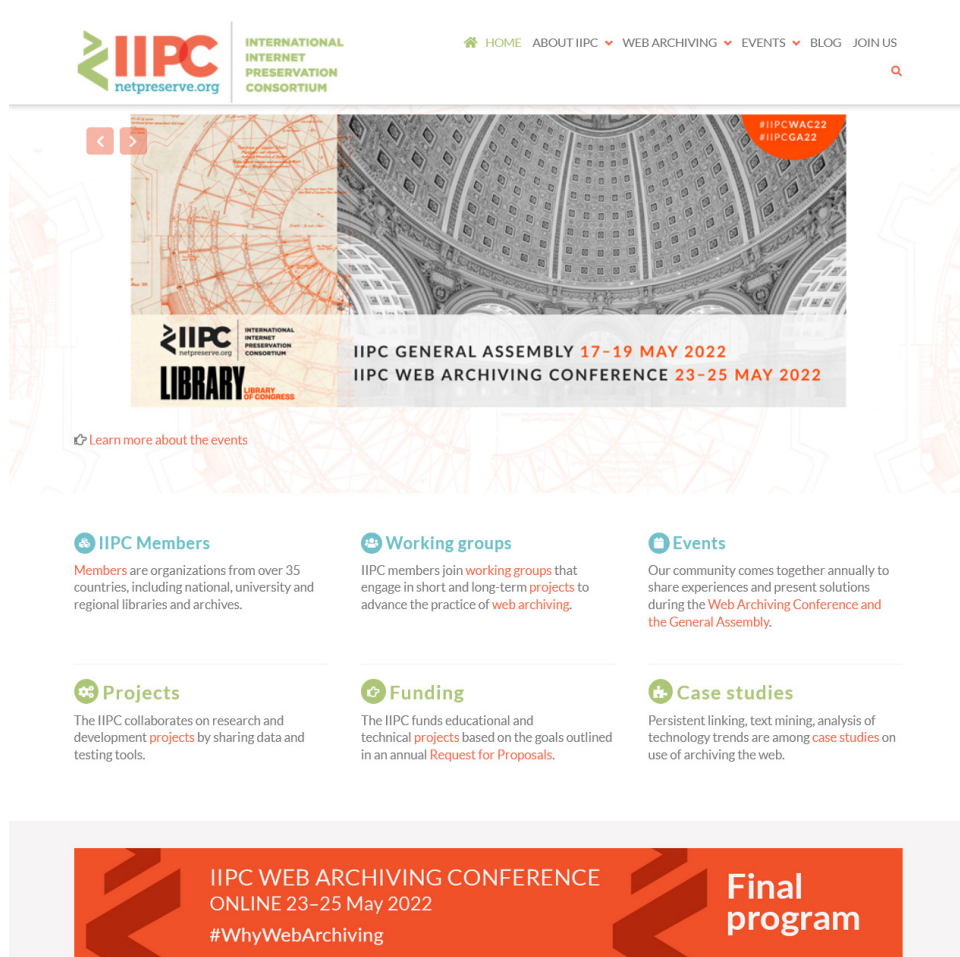 IIPC
netpreserve.org
INTERNATIONAL
INTERNET
PRESERVATION
CONSORTIUM
HOME ABOUT IIPC WEB ARCHIVING EVENTS BLOG JOIN US
#IIPCWAC22
#IIPCGA22
IIPC
netpreserve.org
INTERNATIONAL
INTERNET
PRESERVATION
CONSORTIUM
LIBRARY
LIBRARY
OF CONGRESS
IIPC GENERAL ASSEMBLY 17–19 MAY 2022
IIPC WEB ARCHIVING CONFERENCE 23–25 MAY 2022
Learn more about the events
IIPC Members
Members are organizations from over 35
countries, including national, university and
regional libraries and archives.
Working groups
IIPC members join working groups that
engage in short and long-term projects to
advance the practice of web archiving.
Events
Our community comes together annually to
share experiences and present solutions
during the Web Archiving Conference and
the General Assembly.
Projects
The IIPC collaborates on research and
development projects by sharing data and
testing tools.
Funding
The IIPC funds educational and
technical projects based on the goals outlined
in an annual Request for Proposals.
Case studies
Persistent linking, text mining, analysis of
technology trends are among case studies on
use of archiving the web.
IIPC WEB ARCHIVING CONFERENCE
ONLINE 23–25 May 2022
#WhyWebArchiving
Final
program